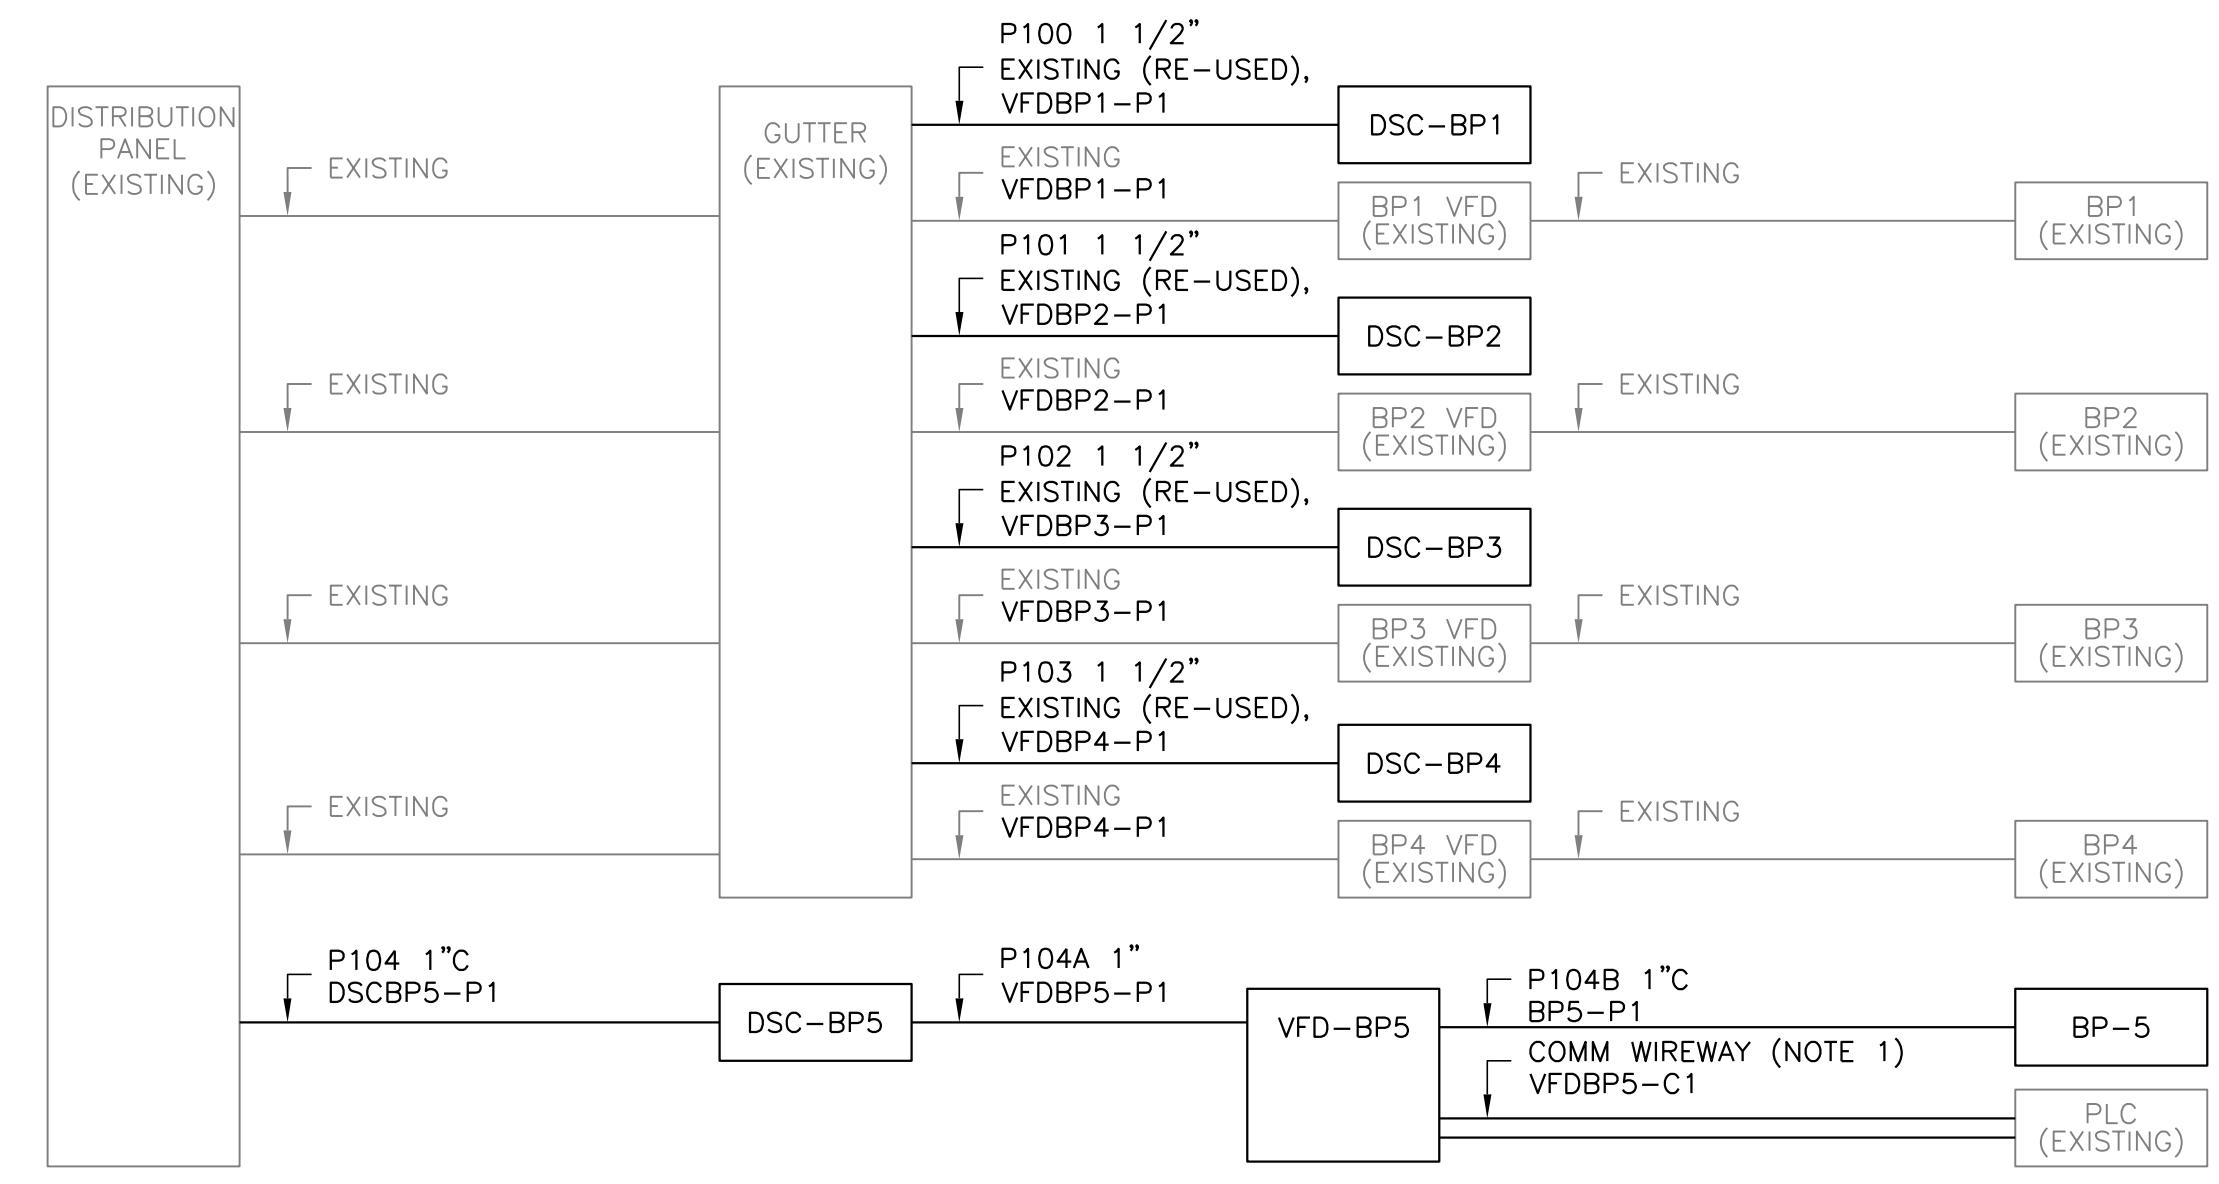 DISTRIBUTION
PANEL
(EXISTING)
EXISTING
EXISTING
EXISTING
EXISTING
P104 1"C
DSCBP5-P1
GUTTER
(EXISTING)
DSC-BP5
P100 1 1/2"
EXISTING (RE-USED),
VFDBP1-P1
DSC-BP1
EXISTING
VFDBP1-P1
BP1 VFD
(EXISTING)
EXISTING
BP1
(EXISTING)
P101 1 1/2"
EXISTING (RE-USED),
VFDBP2-P1
DSC-BP2
EXISTING
VFDBP2-P1
BP2 VFD
(EXISTING)
EXISTING
BP2
(EXISTING)
P102 1 1/2"
EXISTING (RE-USED),
VFDBP3-P1
DSC-BP3
EXISTING
VFDBP3-P1
BP3 VFD
(EXISTING)
EXISTING
BP3
(EXISTING)
P103 1 1/2"
EXISTING (RE-USED),
VFDBP4-P1
DSC-BP4
EXISTING
VFDBP4-P1
BP4 VFD
(EXISTING)
EXISTING
BP4
(EXISTING)
P104A 1"
VFDBP5-P1
VFD-BP5
P104B 1"C
BP5-P1
BP-5
COMM WIREWAY (NOTE 1)
VFDBP5-C1
PLC
(EXISTING)